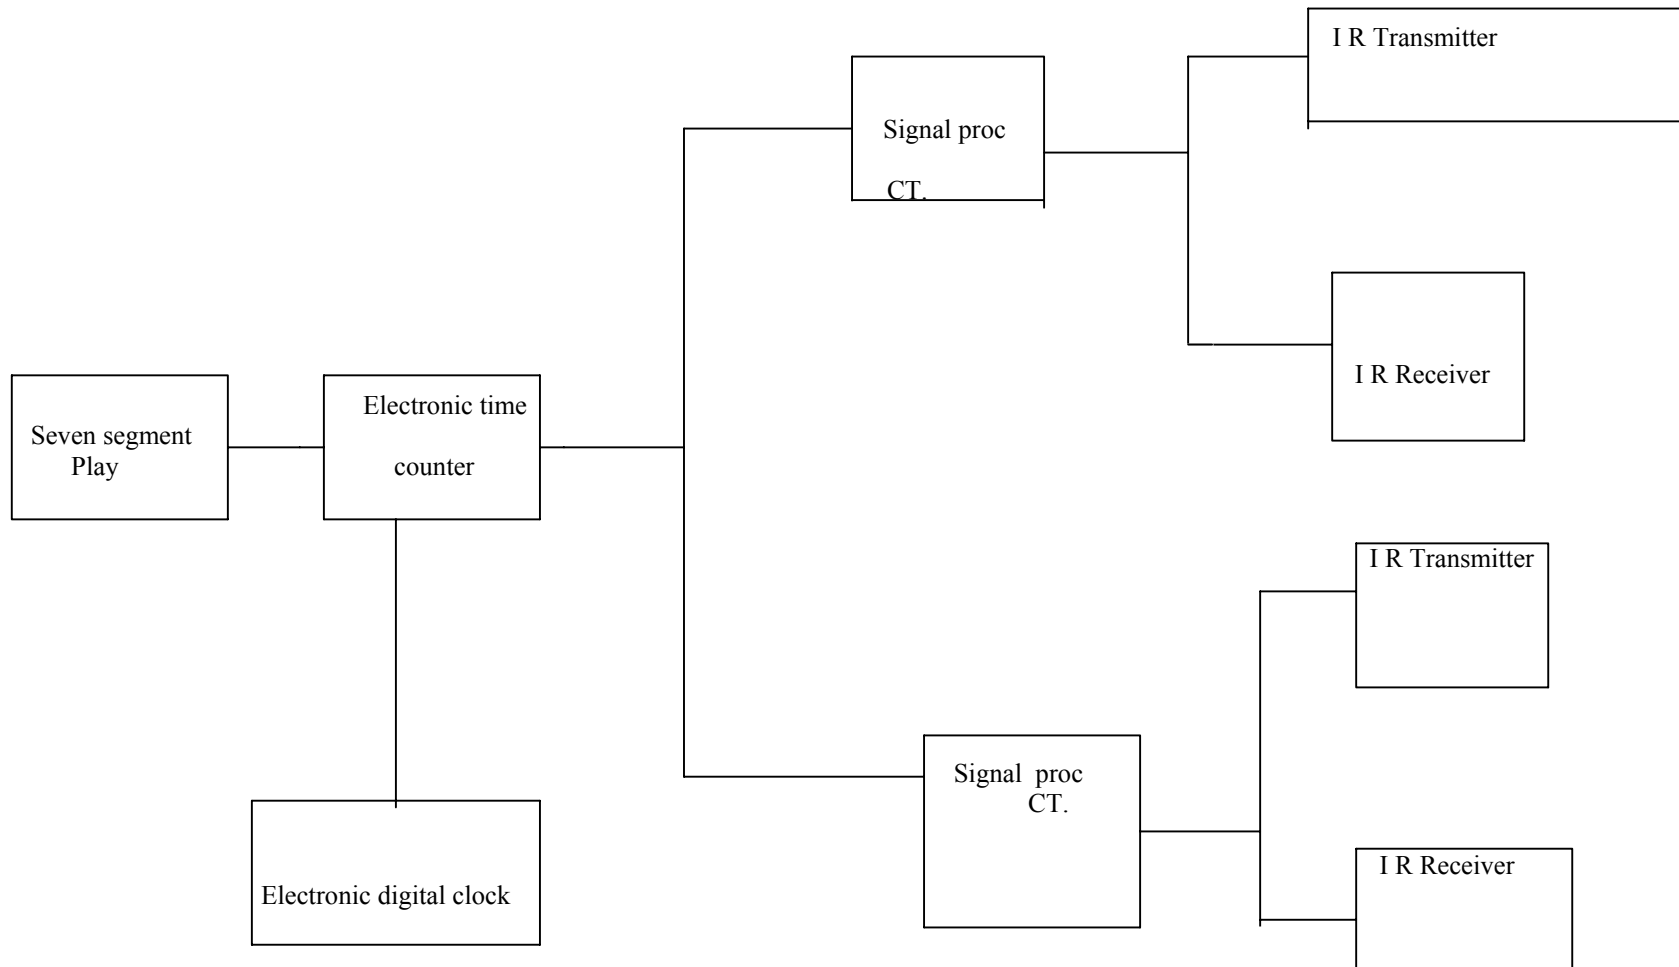 I R Transmitter
Signal proc
CT.
I R Receiver
Seven segment
Play
Electronic time
counter
I R Transmitter
Signal proc
CT.
I R Receiver
Electronic digital clock